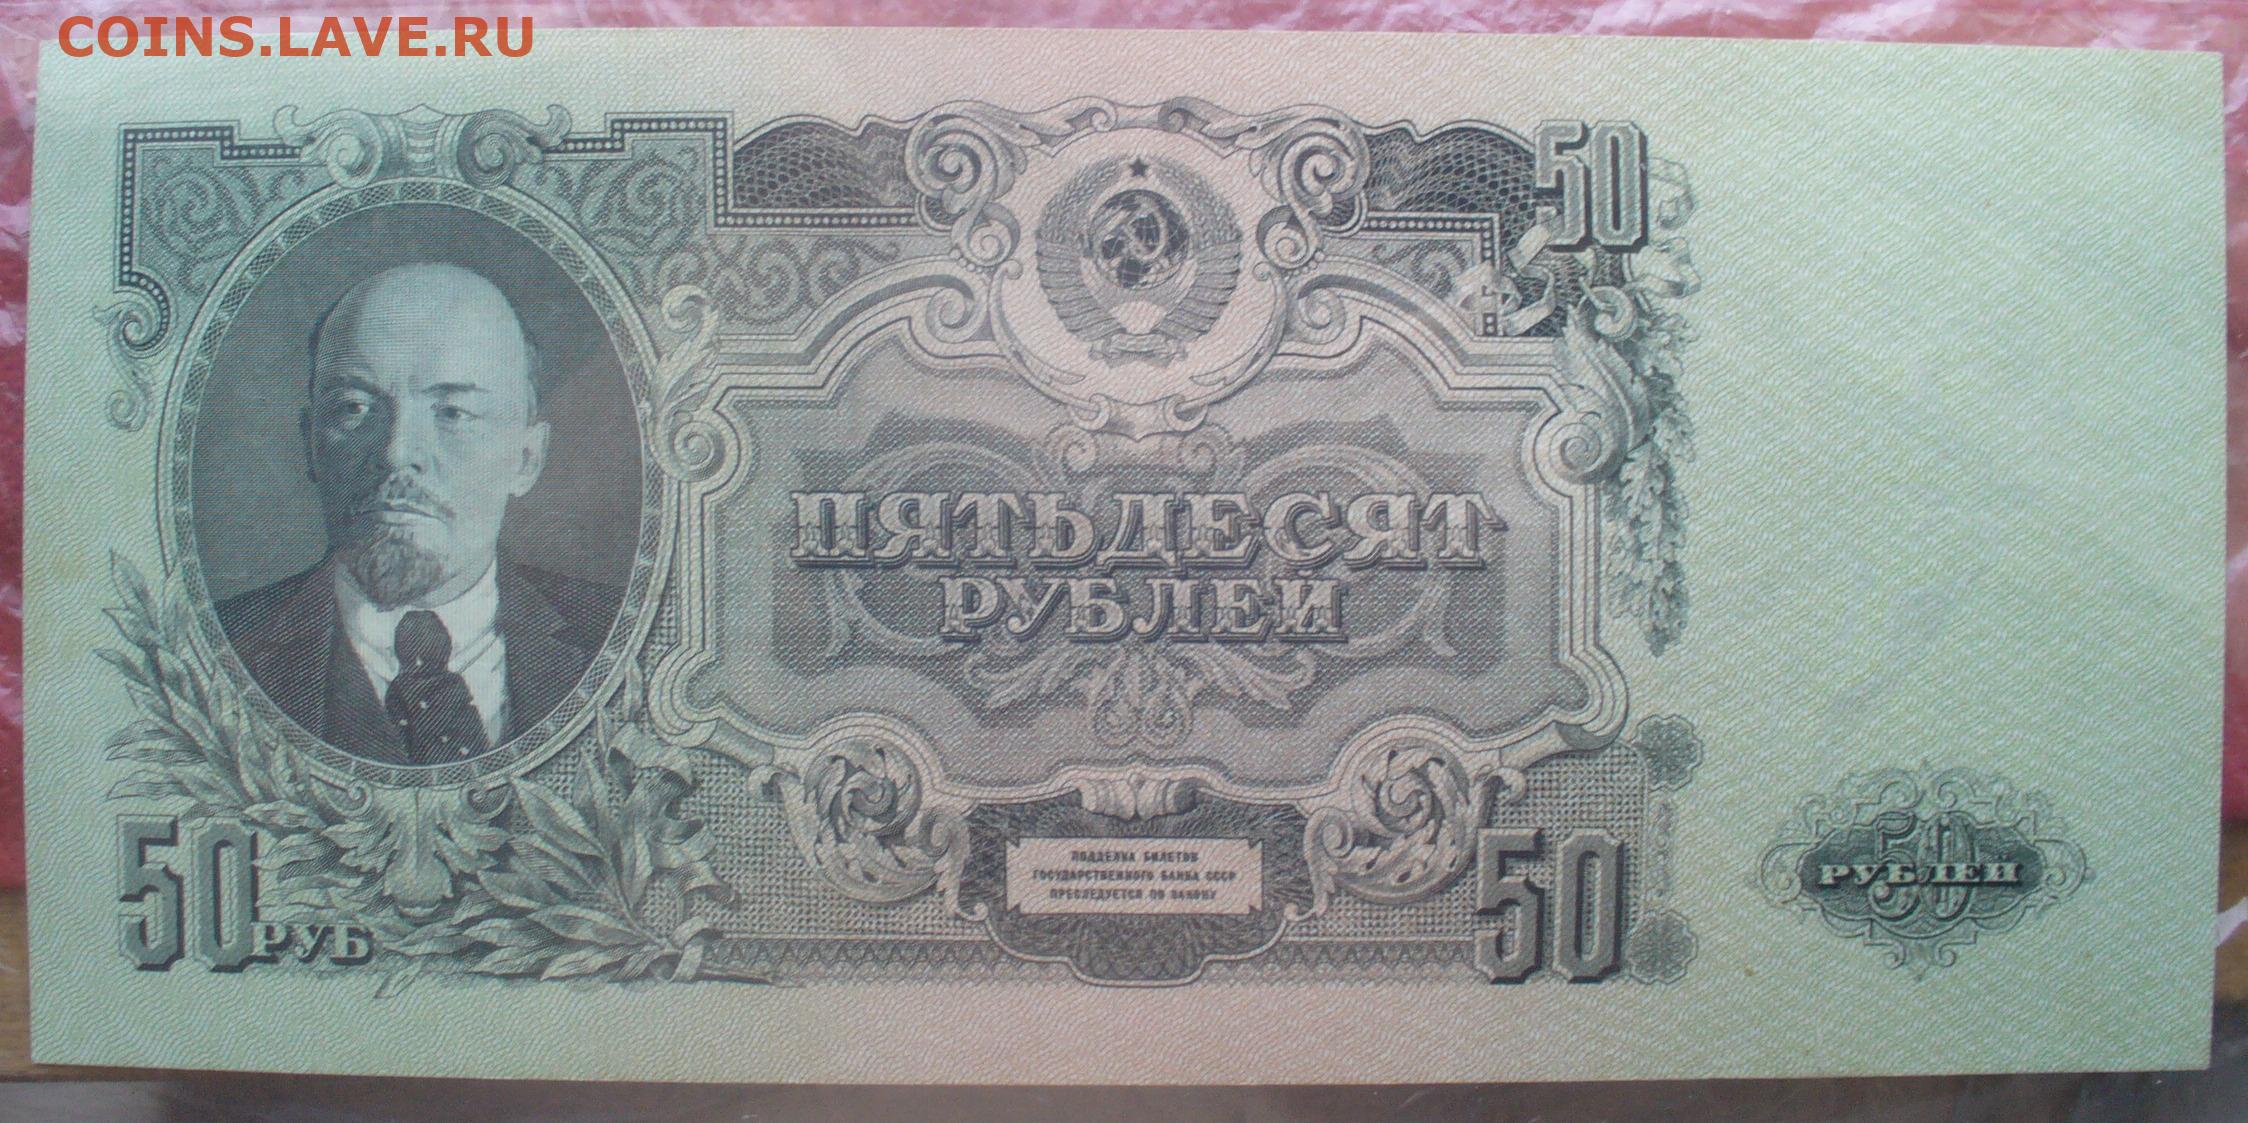 COINS.LAVE.RU
50
ПЯТЬДЕСЯТ
РУБЛЕЙ
50 РУБ
ПОДДЕЛКА БИЛЕТОВ
ГОСУДАРСТВЕННОГО БАНКА СССР
ПРЕСЛЕДУЕТСЯ ПО ЗАКОНУ
50
50
РУБЛЕЙ